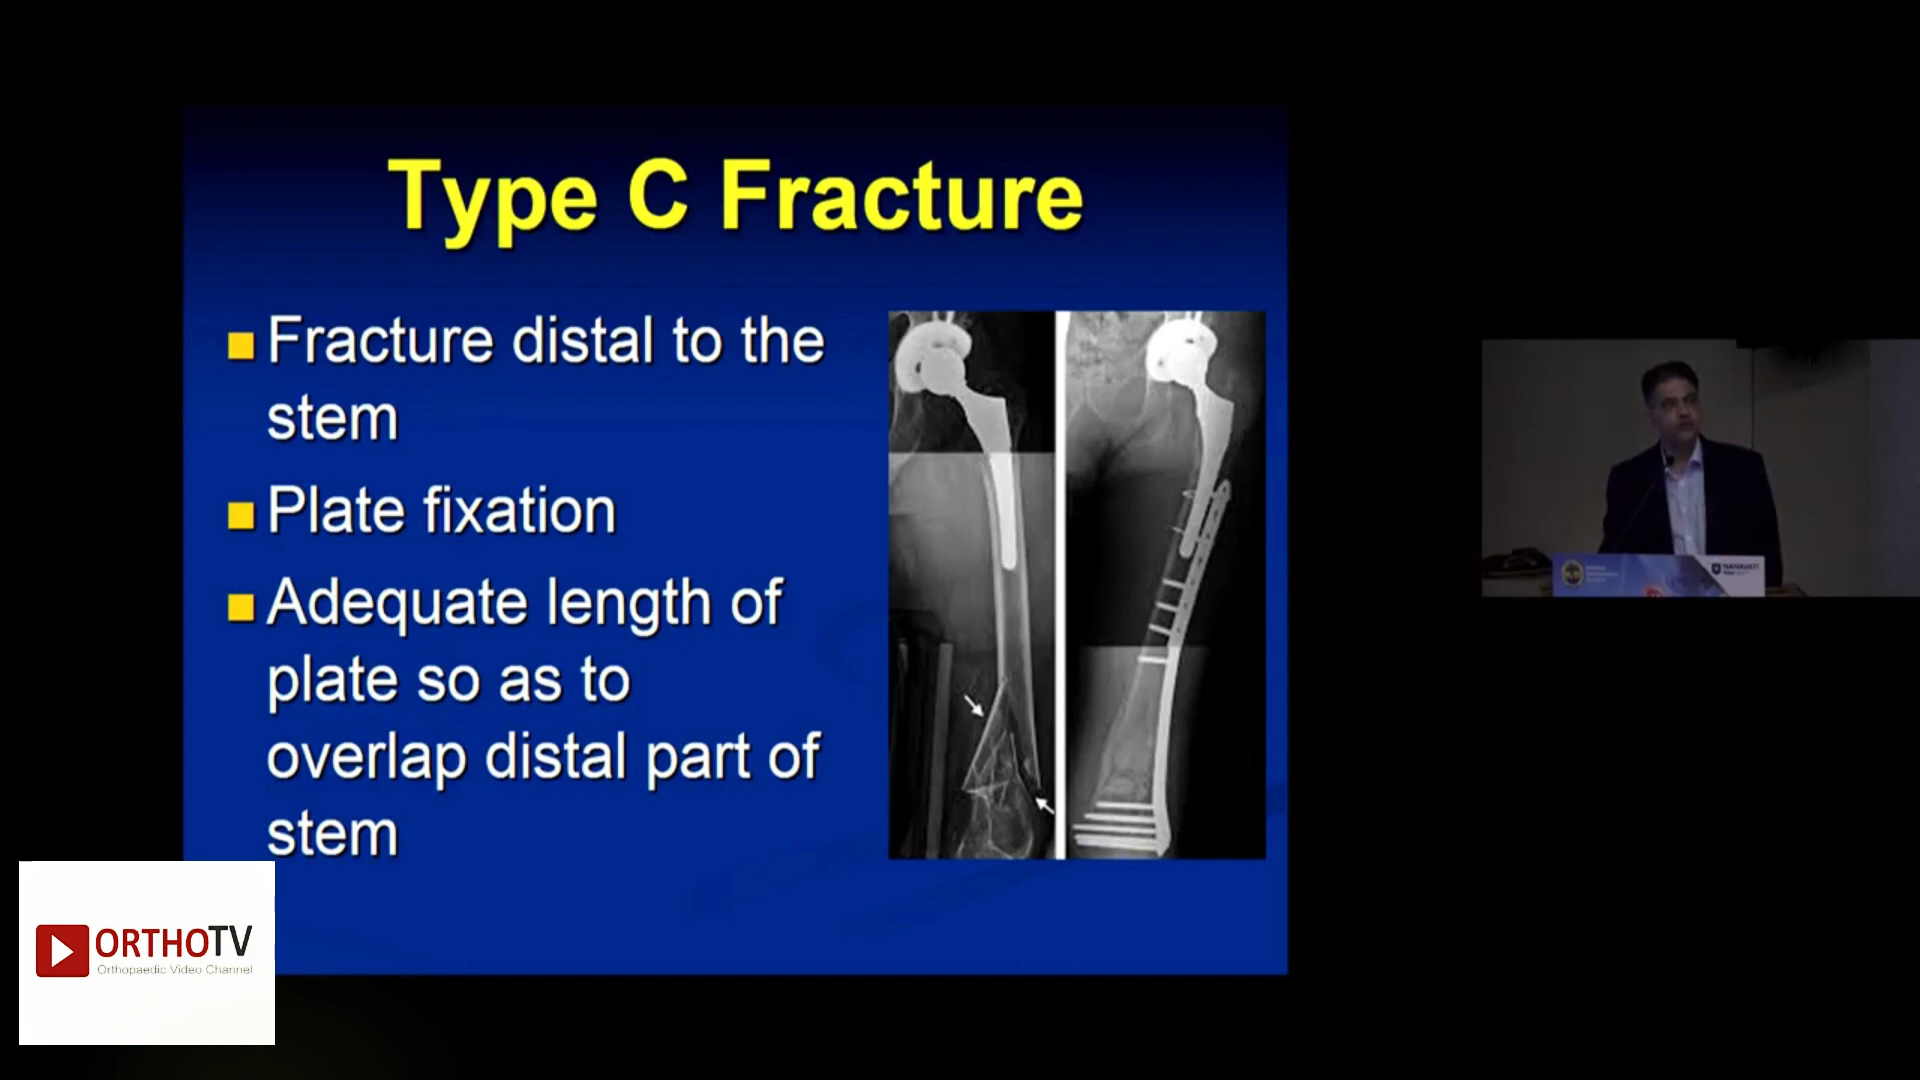 Type C Fracture
Fracture distal to the
stem
Plate fixation
Adequate length of
plate so as to
overlap distal part of
stem
NANAVATI
ORTHOTV
Orthopaedic Video Channel